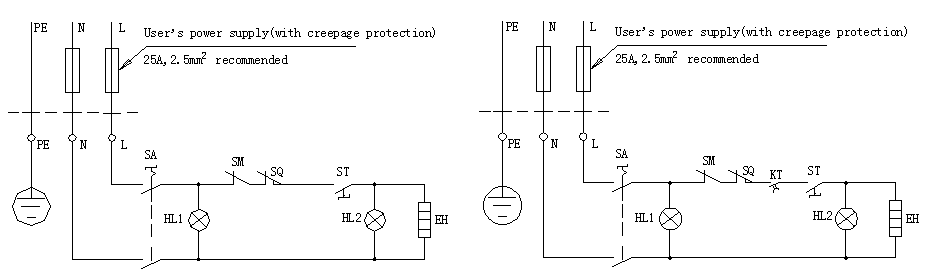 PE N L
User's power supply(with creepage protection)
25A,2.5mm² recommended
PE N L
SA
SM
SQ
ST
HL1
HL2
EH
PE N L
User's power supply(with creepage protection)
25A,2.5mm² recommended
PE N L
SA
SM
SQ
KT
ST
HL1
HL2
EH